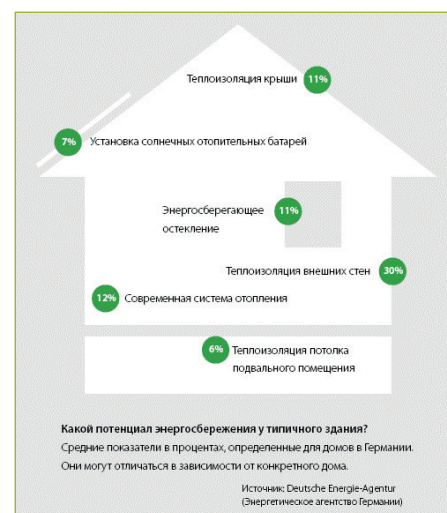 Теплоизоляция крыши 11%
7% Установка солнечных отопительных батарей
Энергосберегающее 11%
остекление
Теплоизоляция внешних стен 30%
12% Современная система отопления
6% Теплоизоляция потолка
подвального помещения
Какой потенциал энергосбережения у типичного здания?
Средние показатели в процентах, определенные для домов в Германии.
Они могут отличаться в зависимости от конкретного дома.
Источник: Deutsche Energie-Agentur
(Энергетическое агентство Германии)